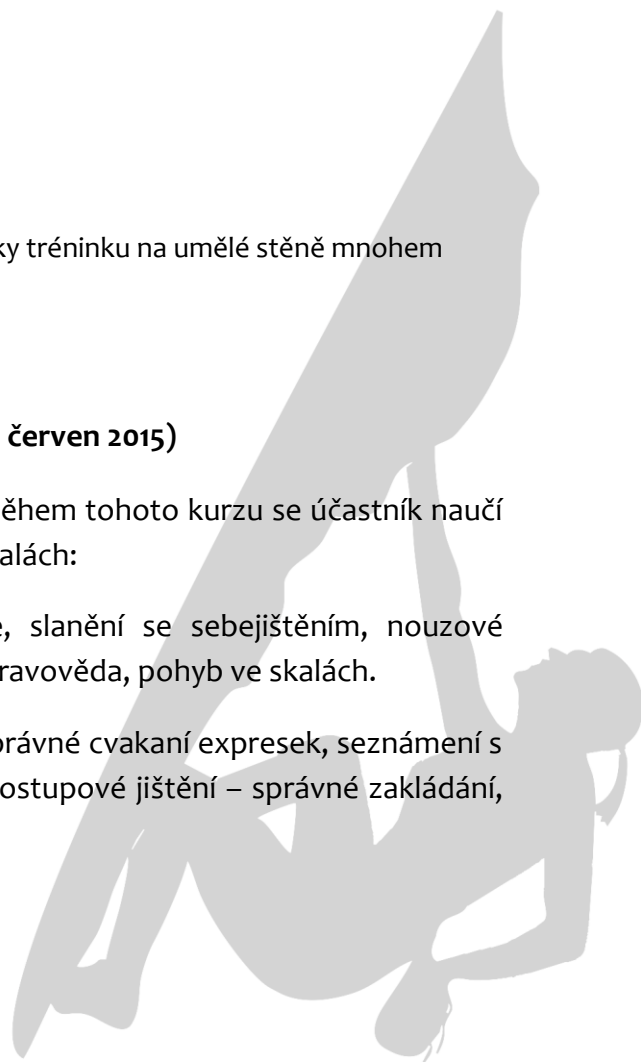 ky tréninku na umělé stěně mnohem
červen 2015)
ěhem tohoto kurzu se účastník naučí
alách:
e, slanění se sebejištěním, nouzové
ravověda, pohyb ve skalách.
právné cvakaní expresek, seznámení s
ostupové jištění – správné zakládání,